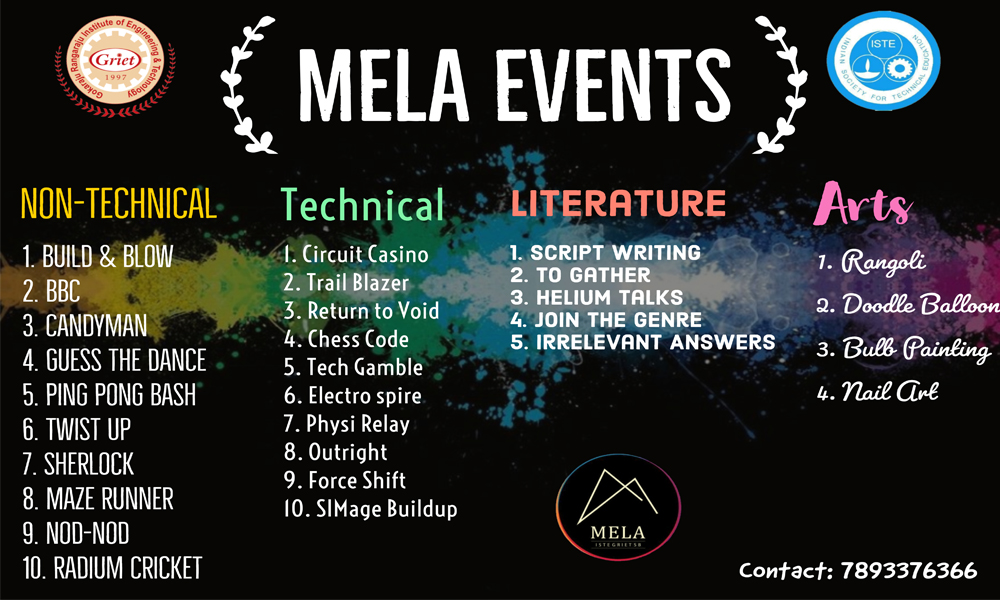 Gokaraju Rangaraju Institute of Engineering & Technology
Griet
1997
MELA EVENTS
ISTE
INDIAN SOCIETY FOR TECHNICAL EDUCATION
NON-TECHNICAL
1. BUILD & BLOW
2. BBC
3. CANDYMAN
4. GUESS THE DANCE
5. PING PONG BASH
6. TWIST UP
7. SHERLOCK
8. MAZE RUNNER
9. NOD-NOD
10. RADIUM CRICKET
Technical
1. Circuit Casino
2. Trail Blazer
3. Return to Void
4. Chess Code
5. Tech Gamble
6. Electro spire
7. Physi Relay
8. Outright
9. Force Shift
10. SIMage Buildup
LITERATURE
1. SCRIPT WRITING
2. TO GATHER
3. HELIUM TALKS
4. JOIN THE GENRE
5. IRRELEVANT ANSWERS
Arts
1. Rangoli
2. Doodle Balloon
3. Bulb Painting
4. Nail Art
MELA
ISTE GRIET SB
Contact: 7893376366